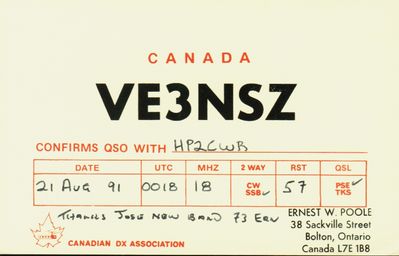 CANADA
VE3NSZ
CONFIRMS QSO WITH HP2CWB
DATE UTC MHZ 2 WAY RST QSL
21 AUG 91 0018 18 CW SSB✓ 57 PSE✓ TKS
THANKS JOSE NEW BAND 73 ERN
ERNEST W. POOLE
38 Sackville Street
Bolton, Ontario
Canada L7E 1B8
CANADIAN DX ASSOCIATION